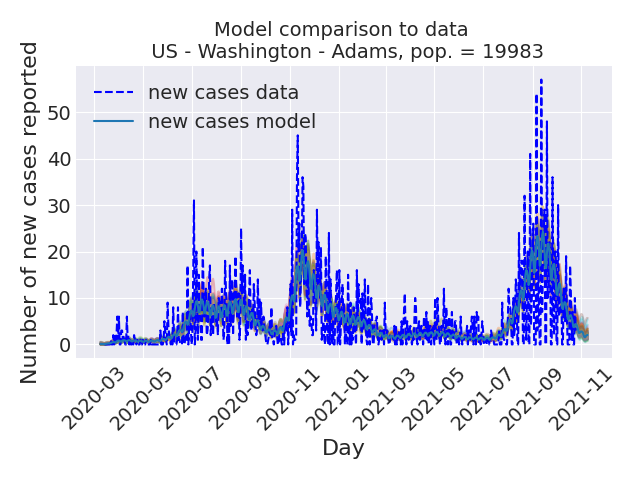 Model comparison to data
US - Washington - Adams, pop. = 19983
Number of new cases reported
50
40
30
20
10
0
new cases data
new cases model
2020-03
2020-05
2020-07
2020-09
2020-11
2021-01
2021-03
2021-05
2021-07
2021-09
2021-11
Day